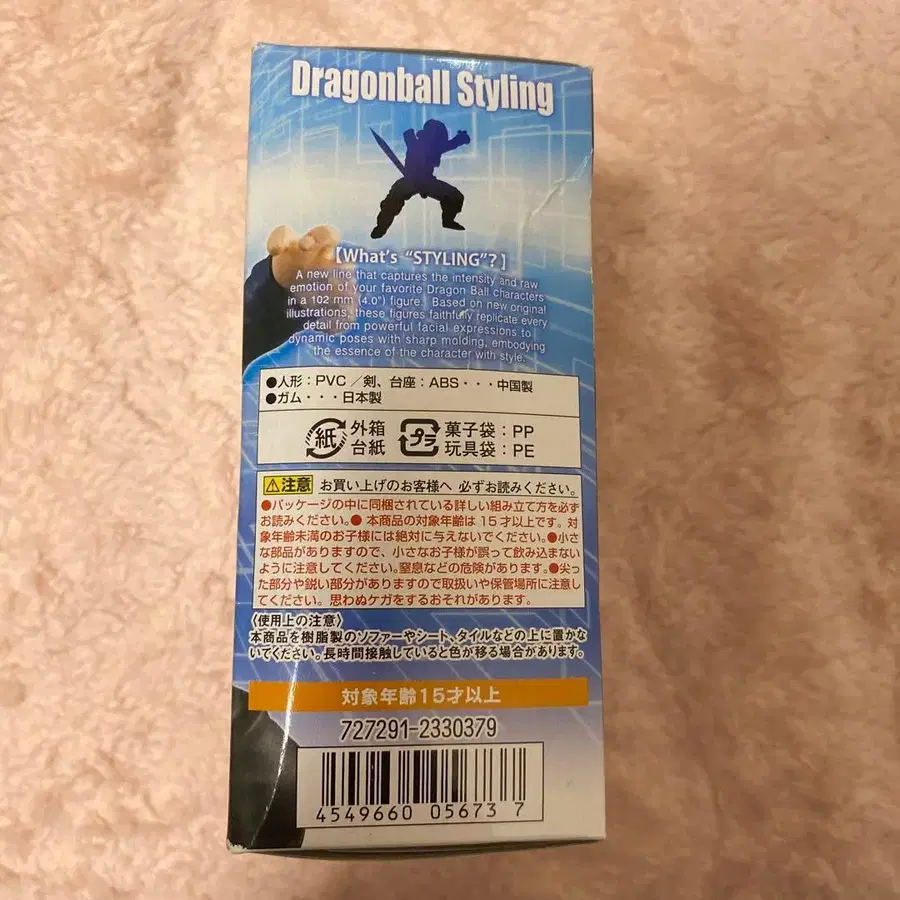 Dragonball Styling
【What's "STYLING"?】
A new line that captures the intensity and raw
emotion of your favorite Dragon Ball characters
in a 102 mm (4.0") figure. Based on new original
illustrations, these figures faithfully replicate every
detail from powerful facial expressions to
dynamic poses with sharp molding, embodying
the essence of the character with style.
●人形：PVC／剣、台座：ABS・・・中国製
●ガム・・・日本製
紙 外箱 プラ 菓子袋：PP
台紙 玩具袋：PE
⚠注意 お買い上げのお客様へ 必ずお読みください。
●パッケージの中に同梱されている詳しい組み立て方を必ず
お読みください。●本商品の対象年齢は15才以上です。対
象年齢未満のお子様には絶対に与えないでください。●小さ
な部品がありますので、小さなお子様が誤って飲み込まない
ように注意してください。窒息などの危険があります。●尖っ
た部分や鋭い部分がありますので取扱いや保管場所に注意し
てください。思わぬケガをするおそれがあります。
〈使用上の注意〉
本商品を樹脂製のソファーやシート、タイルなどの上に置かな
いでください。長時間接触していると色が移る場合があります。
対象年齢15才以上
727291-2330379
4549660 05673 7